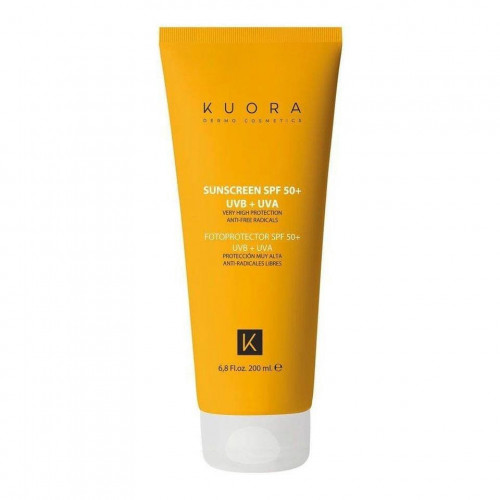 KUORA
DERMO COSMETICS
SUNSCREEN SPF 50+
UVB + UVA
VERY HIGH PROTECTION
ANTI-FREE RADICALS
FOTOPROTECTOR SPF 50+
UVB + UVA
PROTECCIÓN MUY ALTA
ANTI-RADICALES LIBRES
K
6,8 Fl.oz. 200 ml. ℮